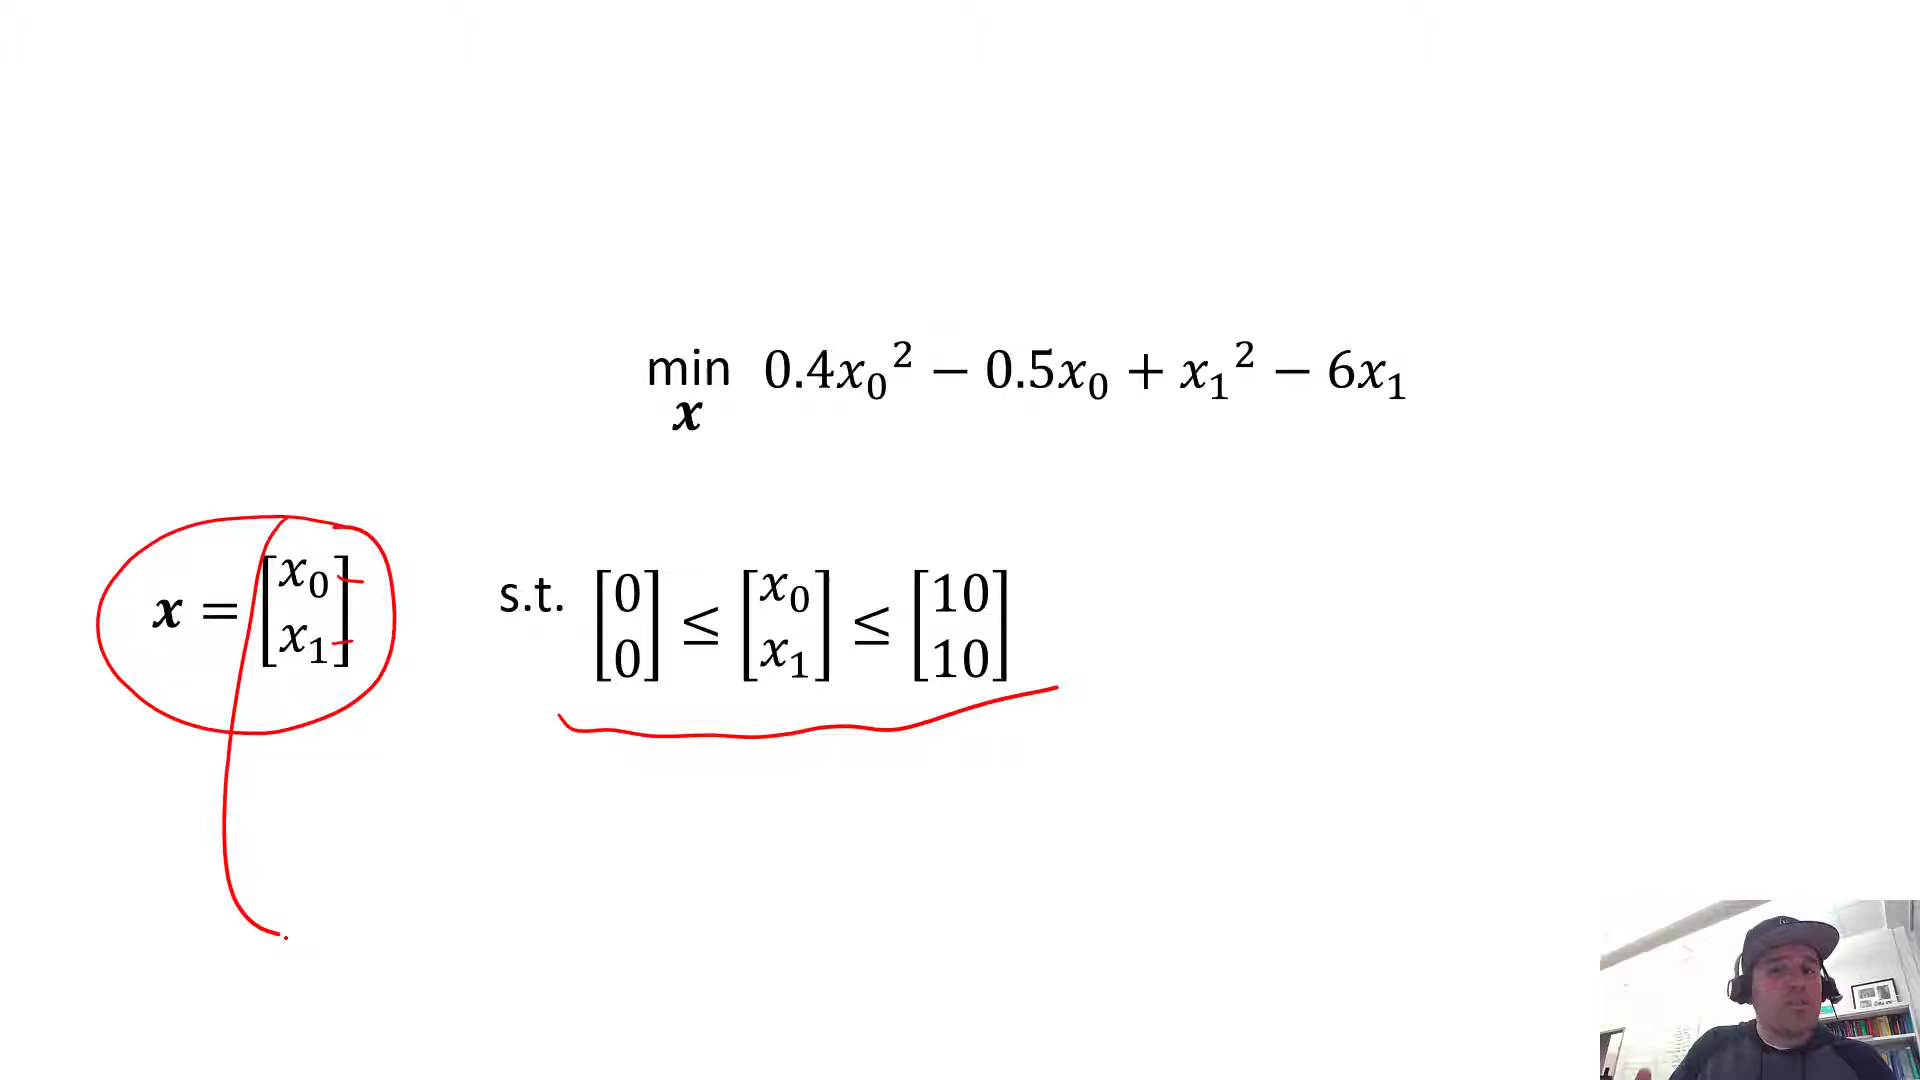 min 0.4x₀² − 0.5x₀ + x₁² − 6x₁
x
x = [x₀ x₁] s.t. [0 0] ≤ [x₀ x₁] ≤ [10 10]